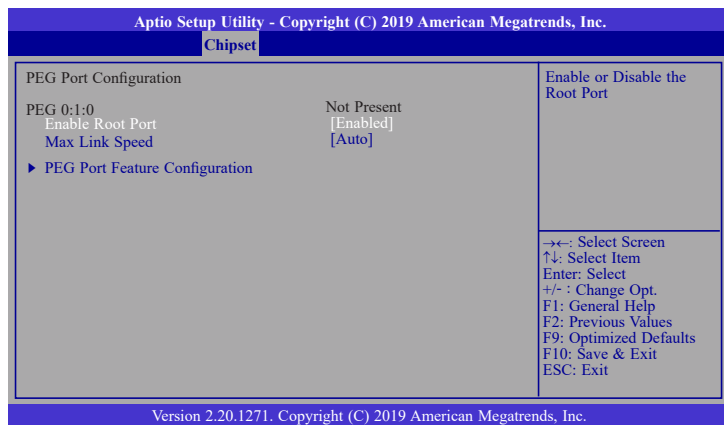 Aptio Setup Utility - Copyright (C) 2019 American Megatrends, Inc.
Chipset
PEG Port Configuration
PEG 0:1:0 Not Present
Enable Root Port [Enabled]
Max Link Speed [Auto]
PEG Port Feature Configuration
Enable or Disable the
Root Port
→←: Select Screen
↑↓: Select Item
Enter: Select
+/- : Change Opt.
F1: General Help
F2: Previous Values
F9: Optimized Defaults
F10: Save & Exit
ESC: Exit
Version 2.20.1271. Copyright (C) 2019 American Megatrends, Inc.